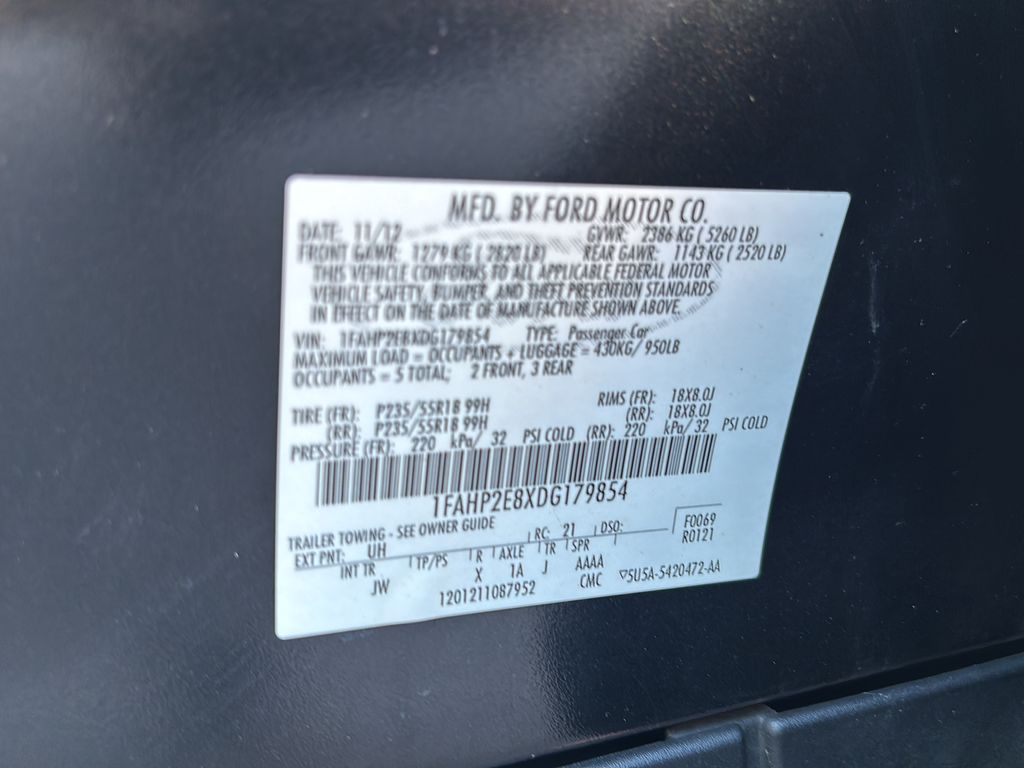 MFD. BY FORD MOTOR CO.
DATE: 11/12 GVWR: 2386 KG ( 5260 LB)
FRONT GAWR: 1279 KG ( 2820 LB) REAR GAWR: 1143 KG ( 2520 LB)
THIS VEHICLE CONFORMS TO ALL APPLICABLE FEDERAL MOTOR
VEHICLE SAFETY, BUMPER, AND THEFT PREVENTION STANDARDS
IN EFFECT ON THE DATE OF MANUFACTURE SHOWN ABOVE.
VIN: 1FAHP2E8XDG179854 TYPE: Passenger Car
MAXIMUM LOAD = OCCUPANTS + LUGGAGE = 430KG/ 950LB
OCCUPANTS = 5 TOTAL; 2 FRONT, 3 REAR
TIRE (FR): P235/55R18 99H RIMS (FR): 18X8.0J
(RR): P235/55R18 99H (RR): 18X8.0J
PRESSURE (FR): 220 kPa/ 32 PSI COLD (RR): 220 kPa/ 32 PSI COLD
1FAHP2E8XDG179854
TRAILER TOWING - SEE OWNER GUIDE
F0069
EXT PNT: UH RC: 21 DSO: R0121
INT TR TP/PS R AXLE TR SPR
JW X 1A J AAAA
1201211087952 CMC ▽5U5A-5420472-AA